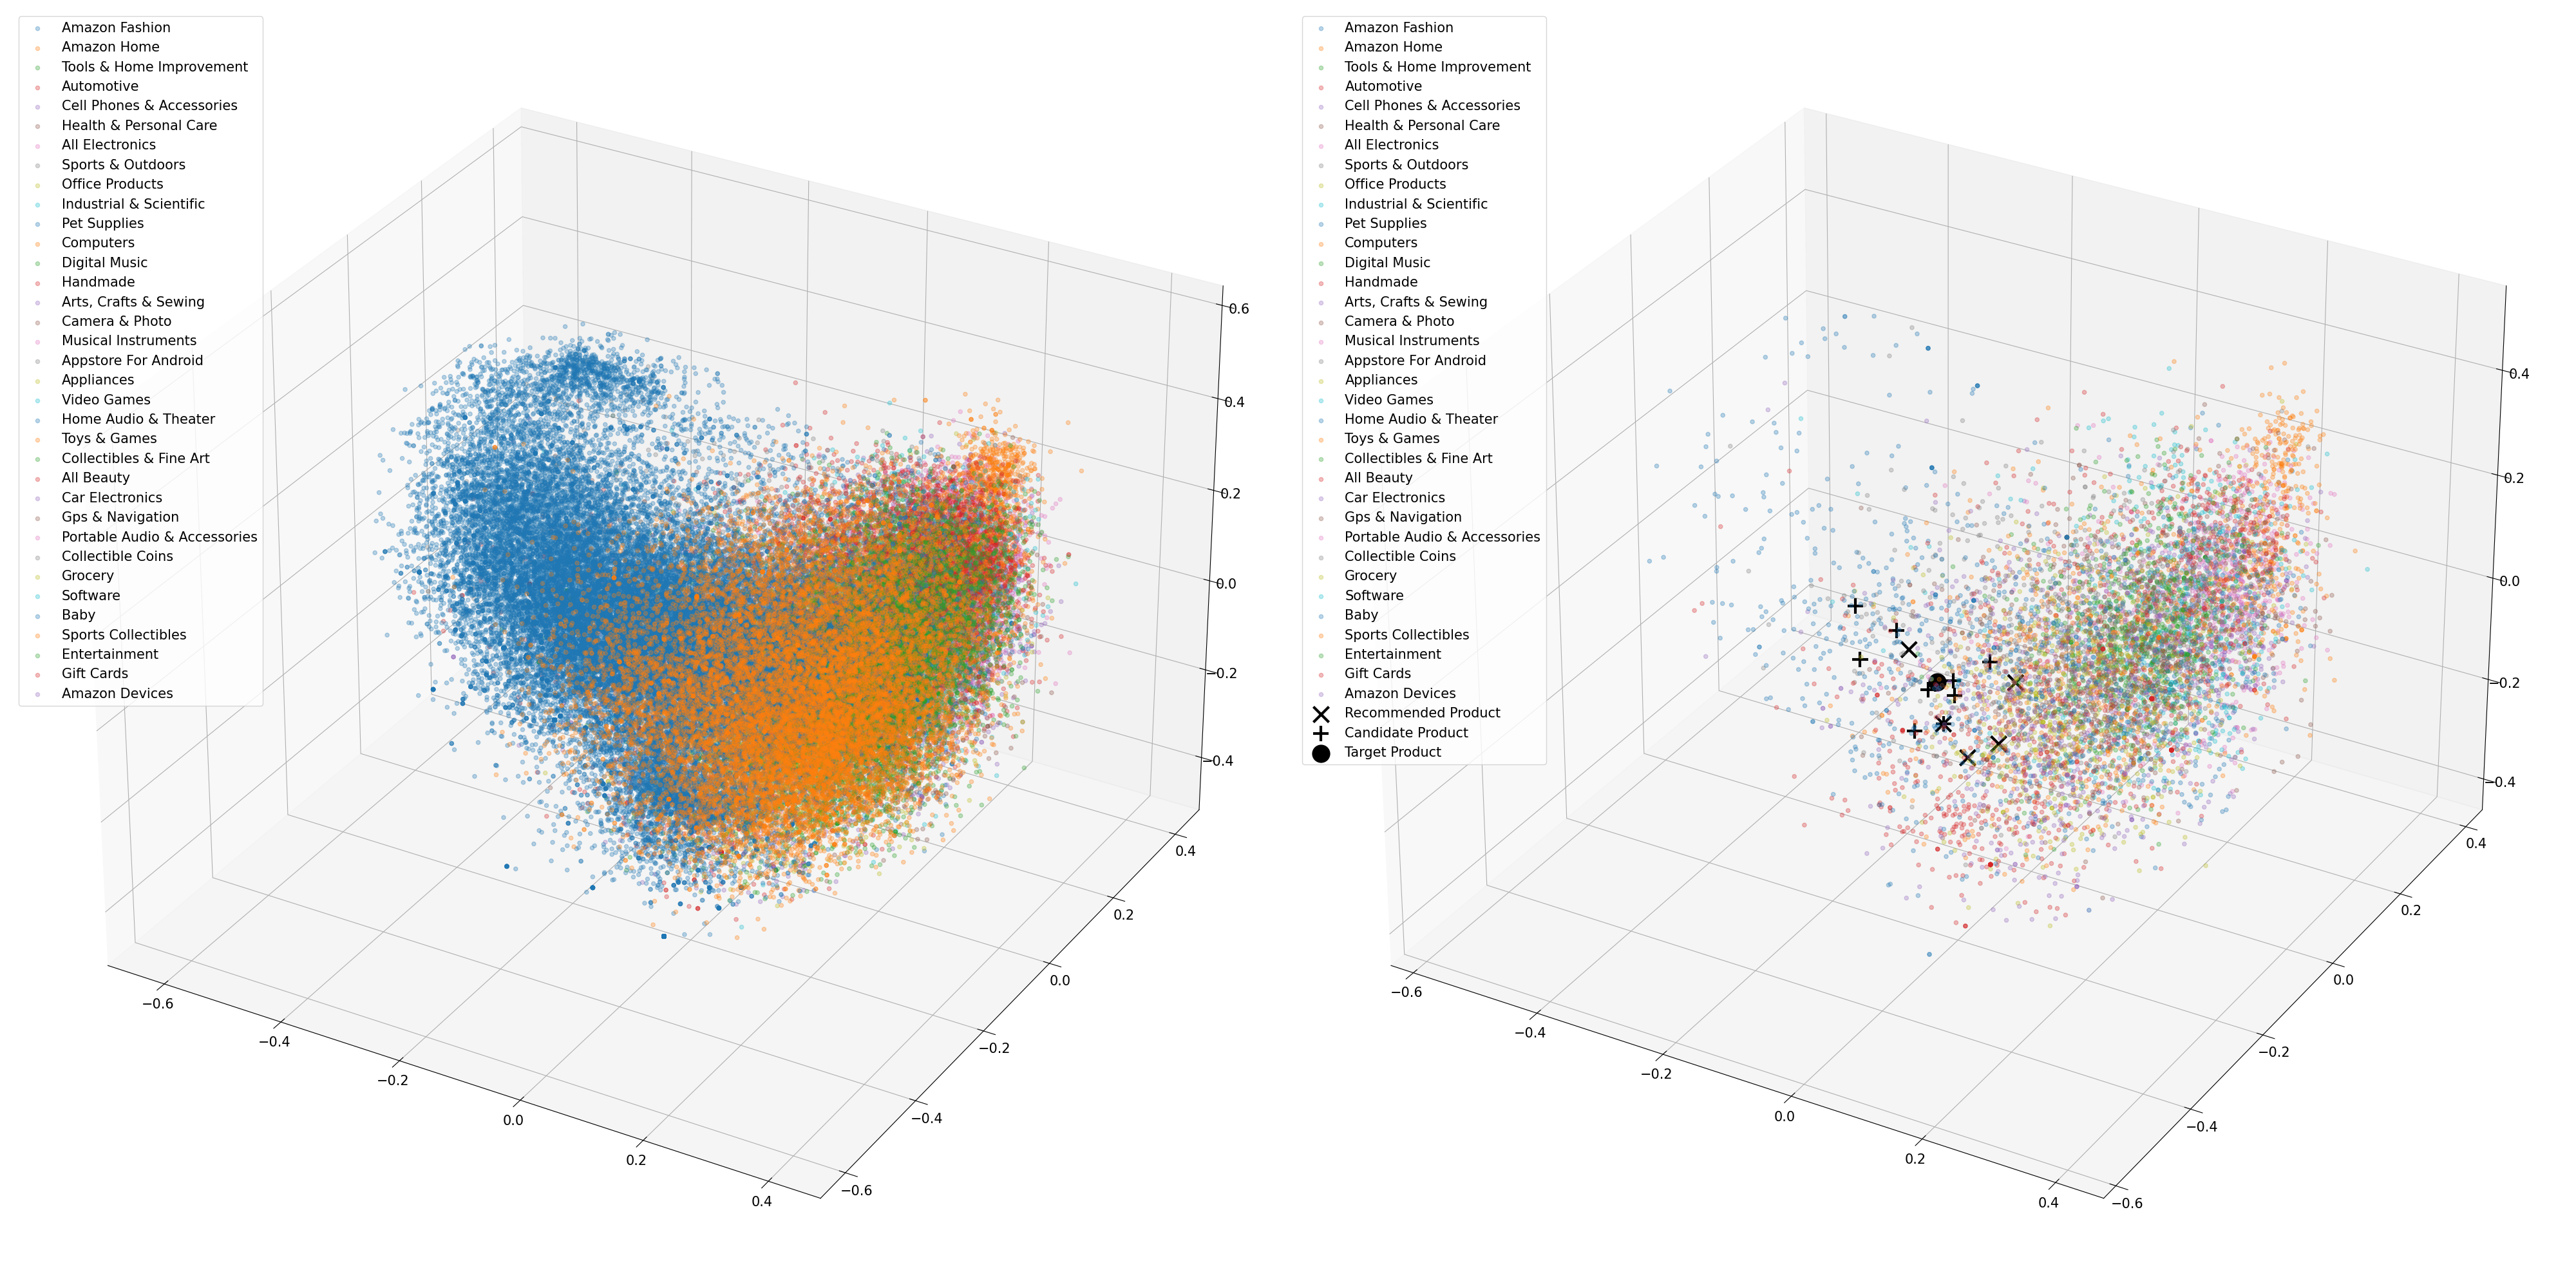 Amazon Fashion
Amazon Home
Tools & Home Improvement
Automotive
Cell Phones & Accessories
Health & Personal Care
All Electronics
Sports & Outdoors
Office Products
Industrial & Scientific
Pet Supplies
Computers
Digital Music
Handmade
Arts, Crafts & Sewing
Camera & Photo
Musical Instruments
Appstore For Android
Appliances
Video Games
Home Audio & Theater
Toys & Games
Collectibles & Fine Art
All Beauty
Car Electronics
Gps & Navigation
Portable Audio & Accessories
Collectible Coins
Grocery
Software
Baby
Sports Collectibles
Entertainment
Gift Cards
Amazon Devices
0.6
0.4
0.2
0.0
−0.2
−0.4
0.4
0.2
0.0
−0.2
−0.4
−0.6
−0.6
−0.4
−0.2
0.0
0.2
0.4
Amazon Fashion
Amazon Home
Tools & Home Improvement
Automotive
Cell Phones & Accessories
Health & Personal Care
All Electronics
Sports & Outdoors
Office Products
Industrial & Scientific
Pet Supplies
Computers
Digital Music
Handmade
Arts, Crafts & Sewing
Camera & Photo
Musical Instruments
Appstore For Android
Appliances
Video Games
Home Audio & Theater
Toys & Games
Collectibles & Fine Art
All Beauty
Car Electronics
Gps & Navigation
Portable Audio & Accessories
Collectible Coins
Grocery
Software
Baby
Sports Collectibles
Entertainment
Gift Cards
Amazon Devices
Recommended Product
Candidate Product
Target Product
0.4
0.2
0.0
−0.2
−0.4
0.4
0.2
0.0
−0.2
−0.4
−0.6
−0.6
−0.4
−0.2
0.0
0.2
0.4